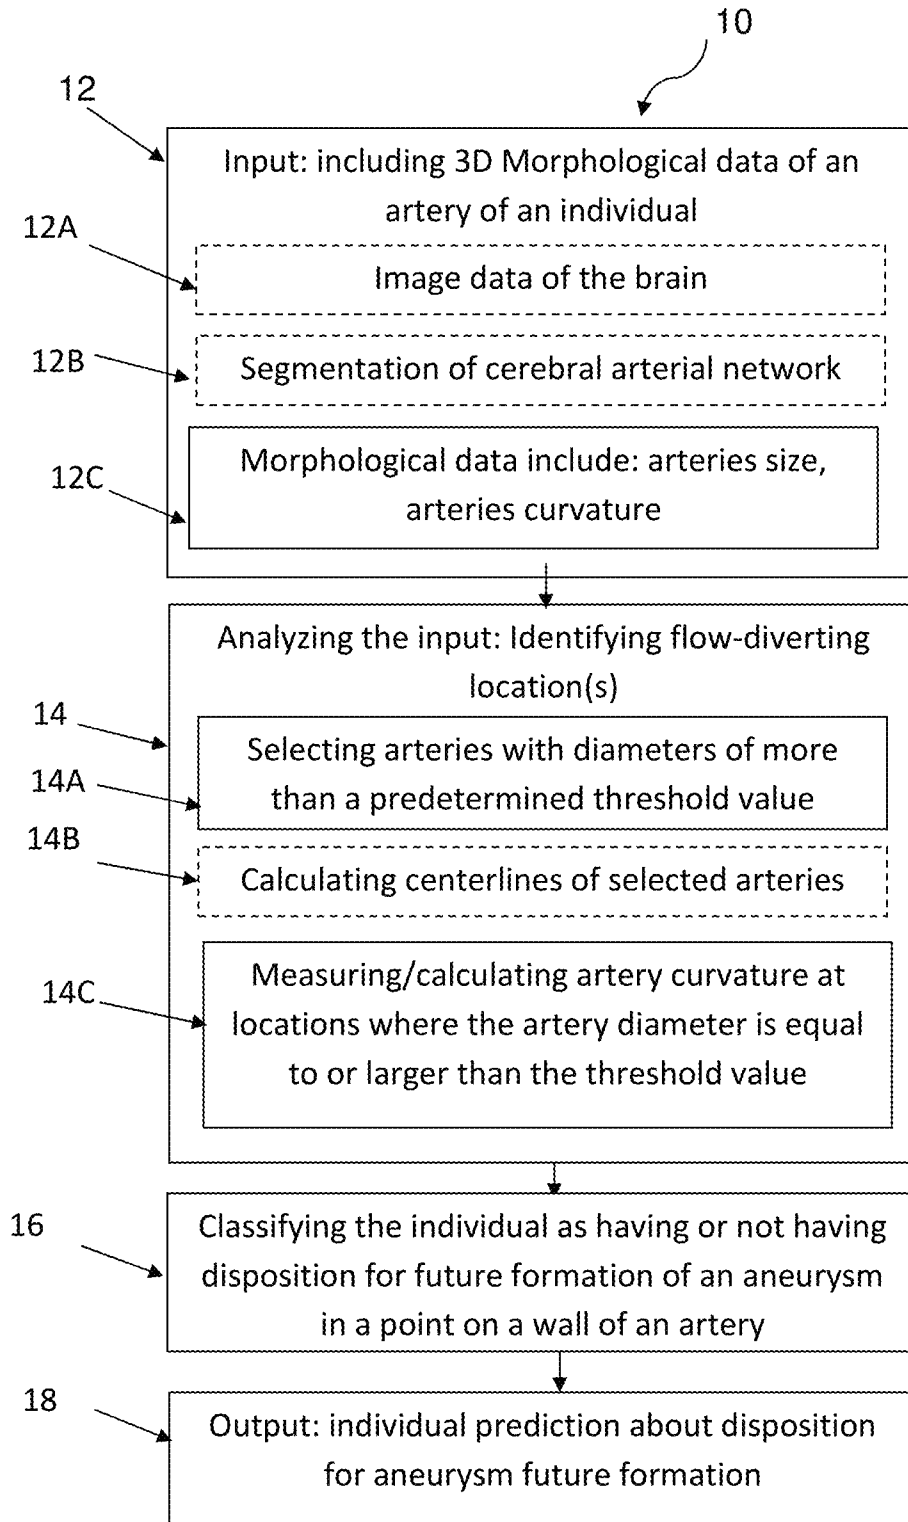 10
12
Input: including 3D Morphological data of an
artery of an individual
12A
Image data of the brain
12B
Segmentation of cerebral arterial network
12C
Morphological data include: arteries size,
arteries curvature
Analyzing the input: Identifying flow-diverting
location(s)
14
Selecting arteries with diameters of more
than a predetermined threshold value
14A
14B
Calculating centerlines of selected arteries
14C
Measuring/calculating artery curvature at
locations where the artery diameter is equal
to or larger than the threshold value
16
Classifying the individual as having or not having
disposition for future formation of an aneurysm
in a point on a wall of an artery
18
Output: individual prediction about disposition
for aneurysm future formation